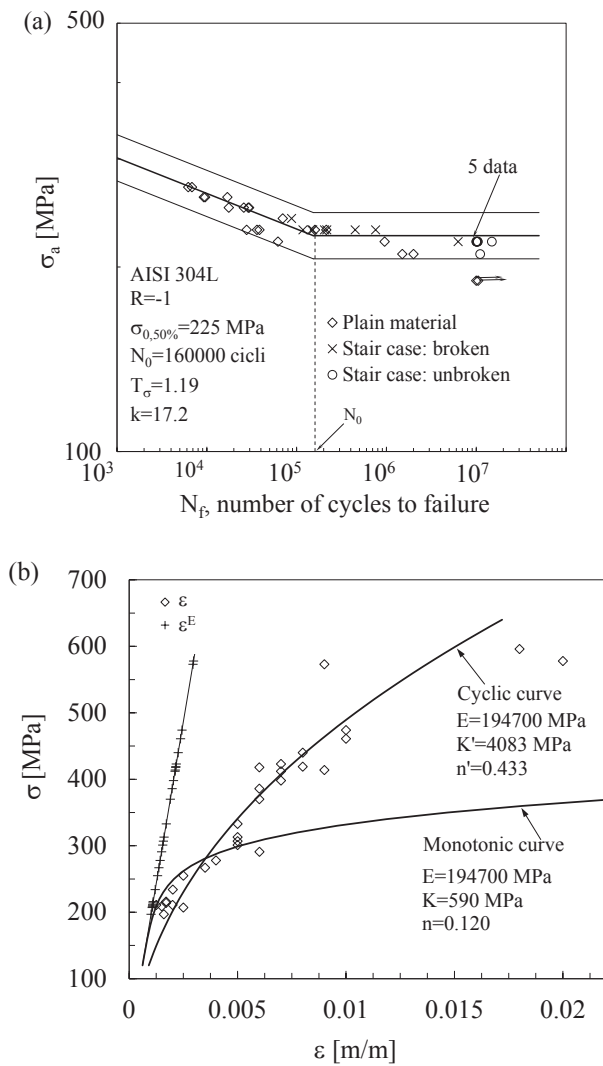 (a)
500
σa [MPa]
5 data
AISI 304L
R=-1
σ0,50%=225 MPa
N0=160000 cicli
Tσ=1.19
k=17.2
Plain material
Stair case: broken
Stair case: unbroken
N0
100
10^3 10^4 10^5 10^6 10^7
Nf, number of cycles to failure
(b)
700
600
500
400
300
200
100
σ [MPa]
ε
ε^E
Cyclic curve
E=194700 MPa
K'=4083 MPa
n'=0.433
Monotonic curve
E=194700 MPa
K=590 MPa
n=0.120
0 0.005 0.01 0.015 0.02
ε [m/m]